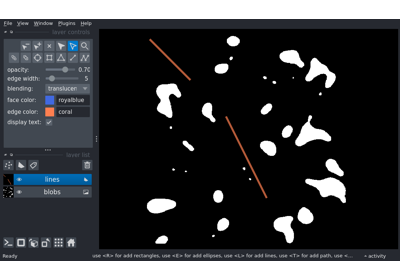 File View Window Plugins Help
layer controls
opacity: 0.70
edge width: 5
blending: translucen
face color: royalblue
edge color: coral
display text:
layer list
lines
blobs
Ready use <R> for add rectangles, use <E> for add ellipses, use <L> for add lines, use <T> for add path, use <... activity